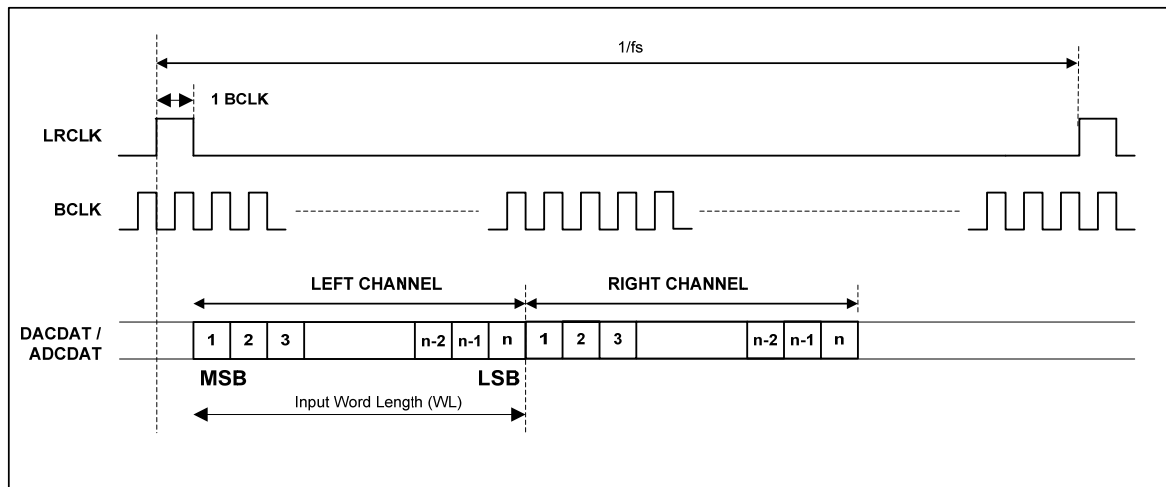 1/fs
1 BCLK
LRCLK
BCLK
LEFT CHANNEL
RIGHT CHANNEL
DACDAT /
ADCDAT
1 2 3 n-2 n-1 n 1 2 3 n-2 n-1 n
MSB
LSB
Input Word Length (WL)